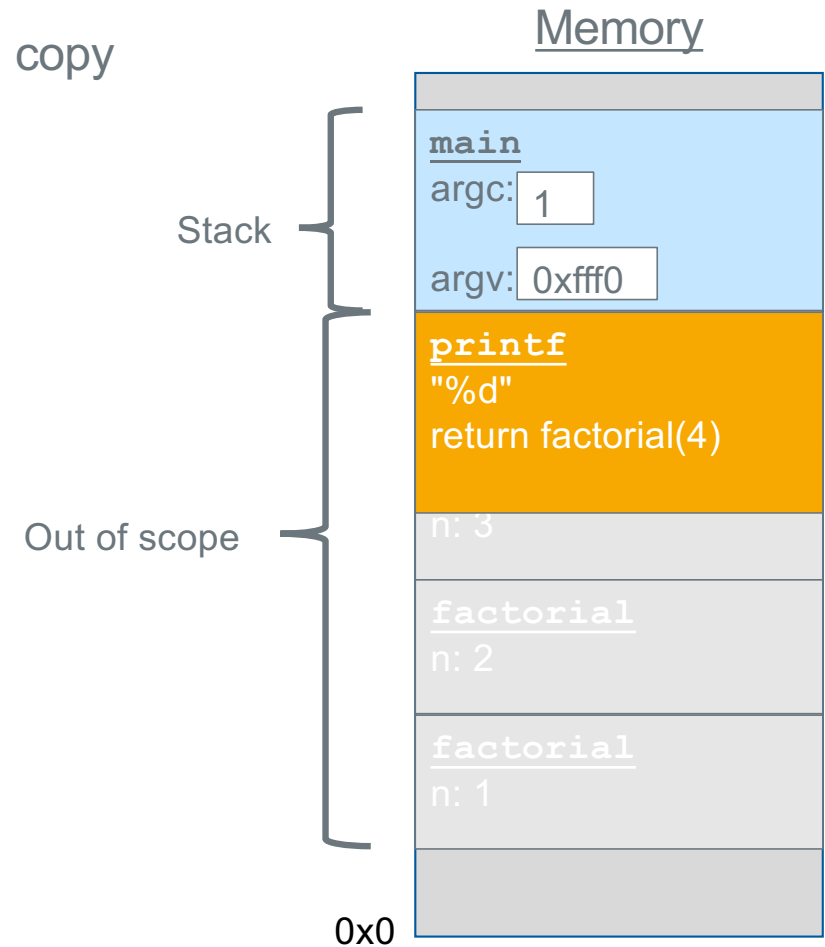 copy
Memory
main
argc: 1
Stack
argv: 0xfff0
printf
"%d"
return factorial(4)
n: 3
Out of scope
factorial
n: 2
factorial
n: 1
0x0